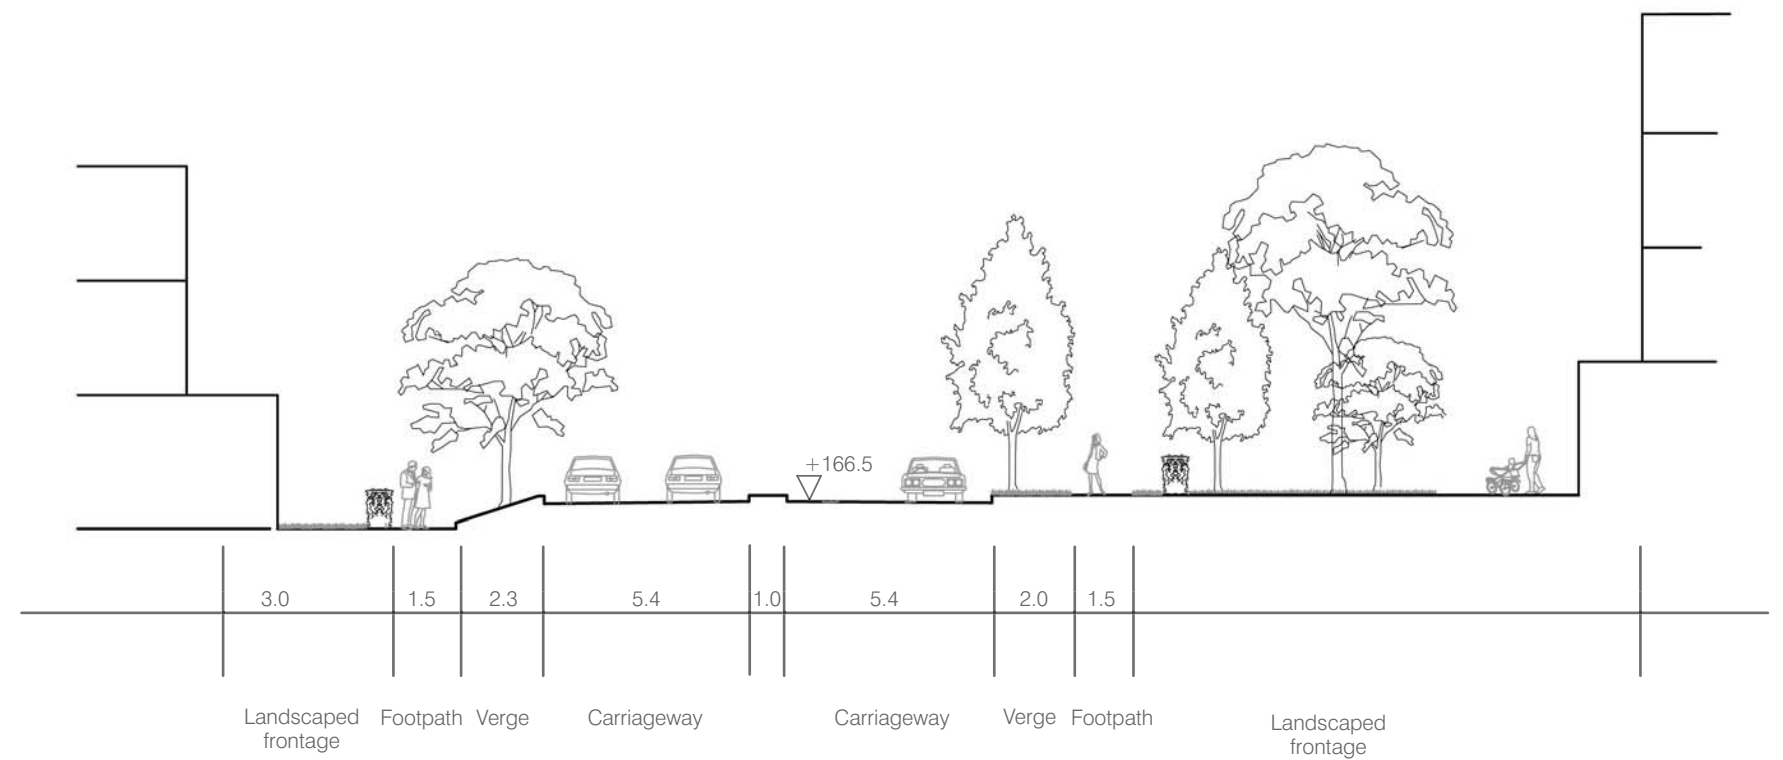 +166.5
3.0
1.5
2.3
5.4
1.0
5.4
2.0
1.5
Landscaped
frontage
Footpath
Verge
Carriageway
Carriageway
Verge
Footpath
Landscaped
frontage